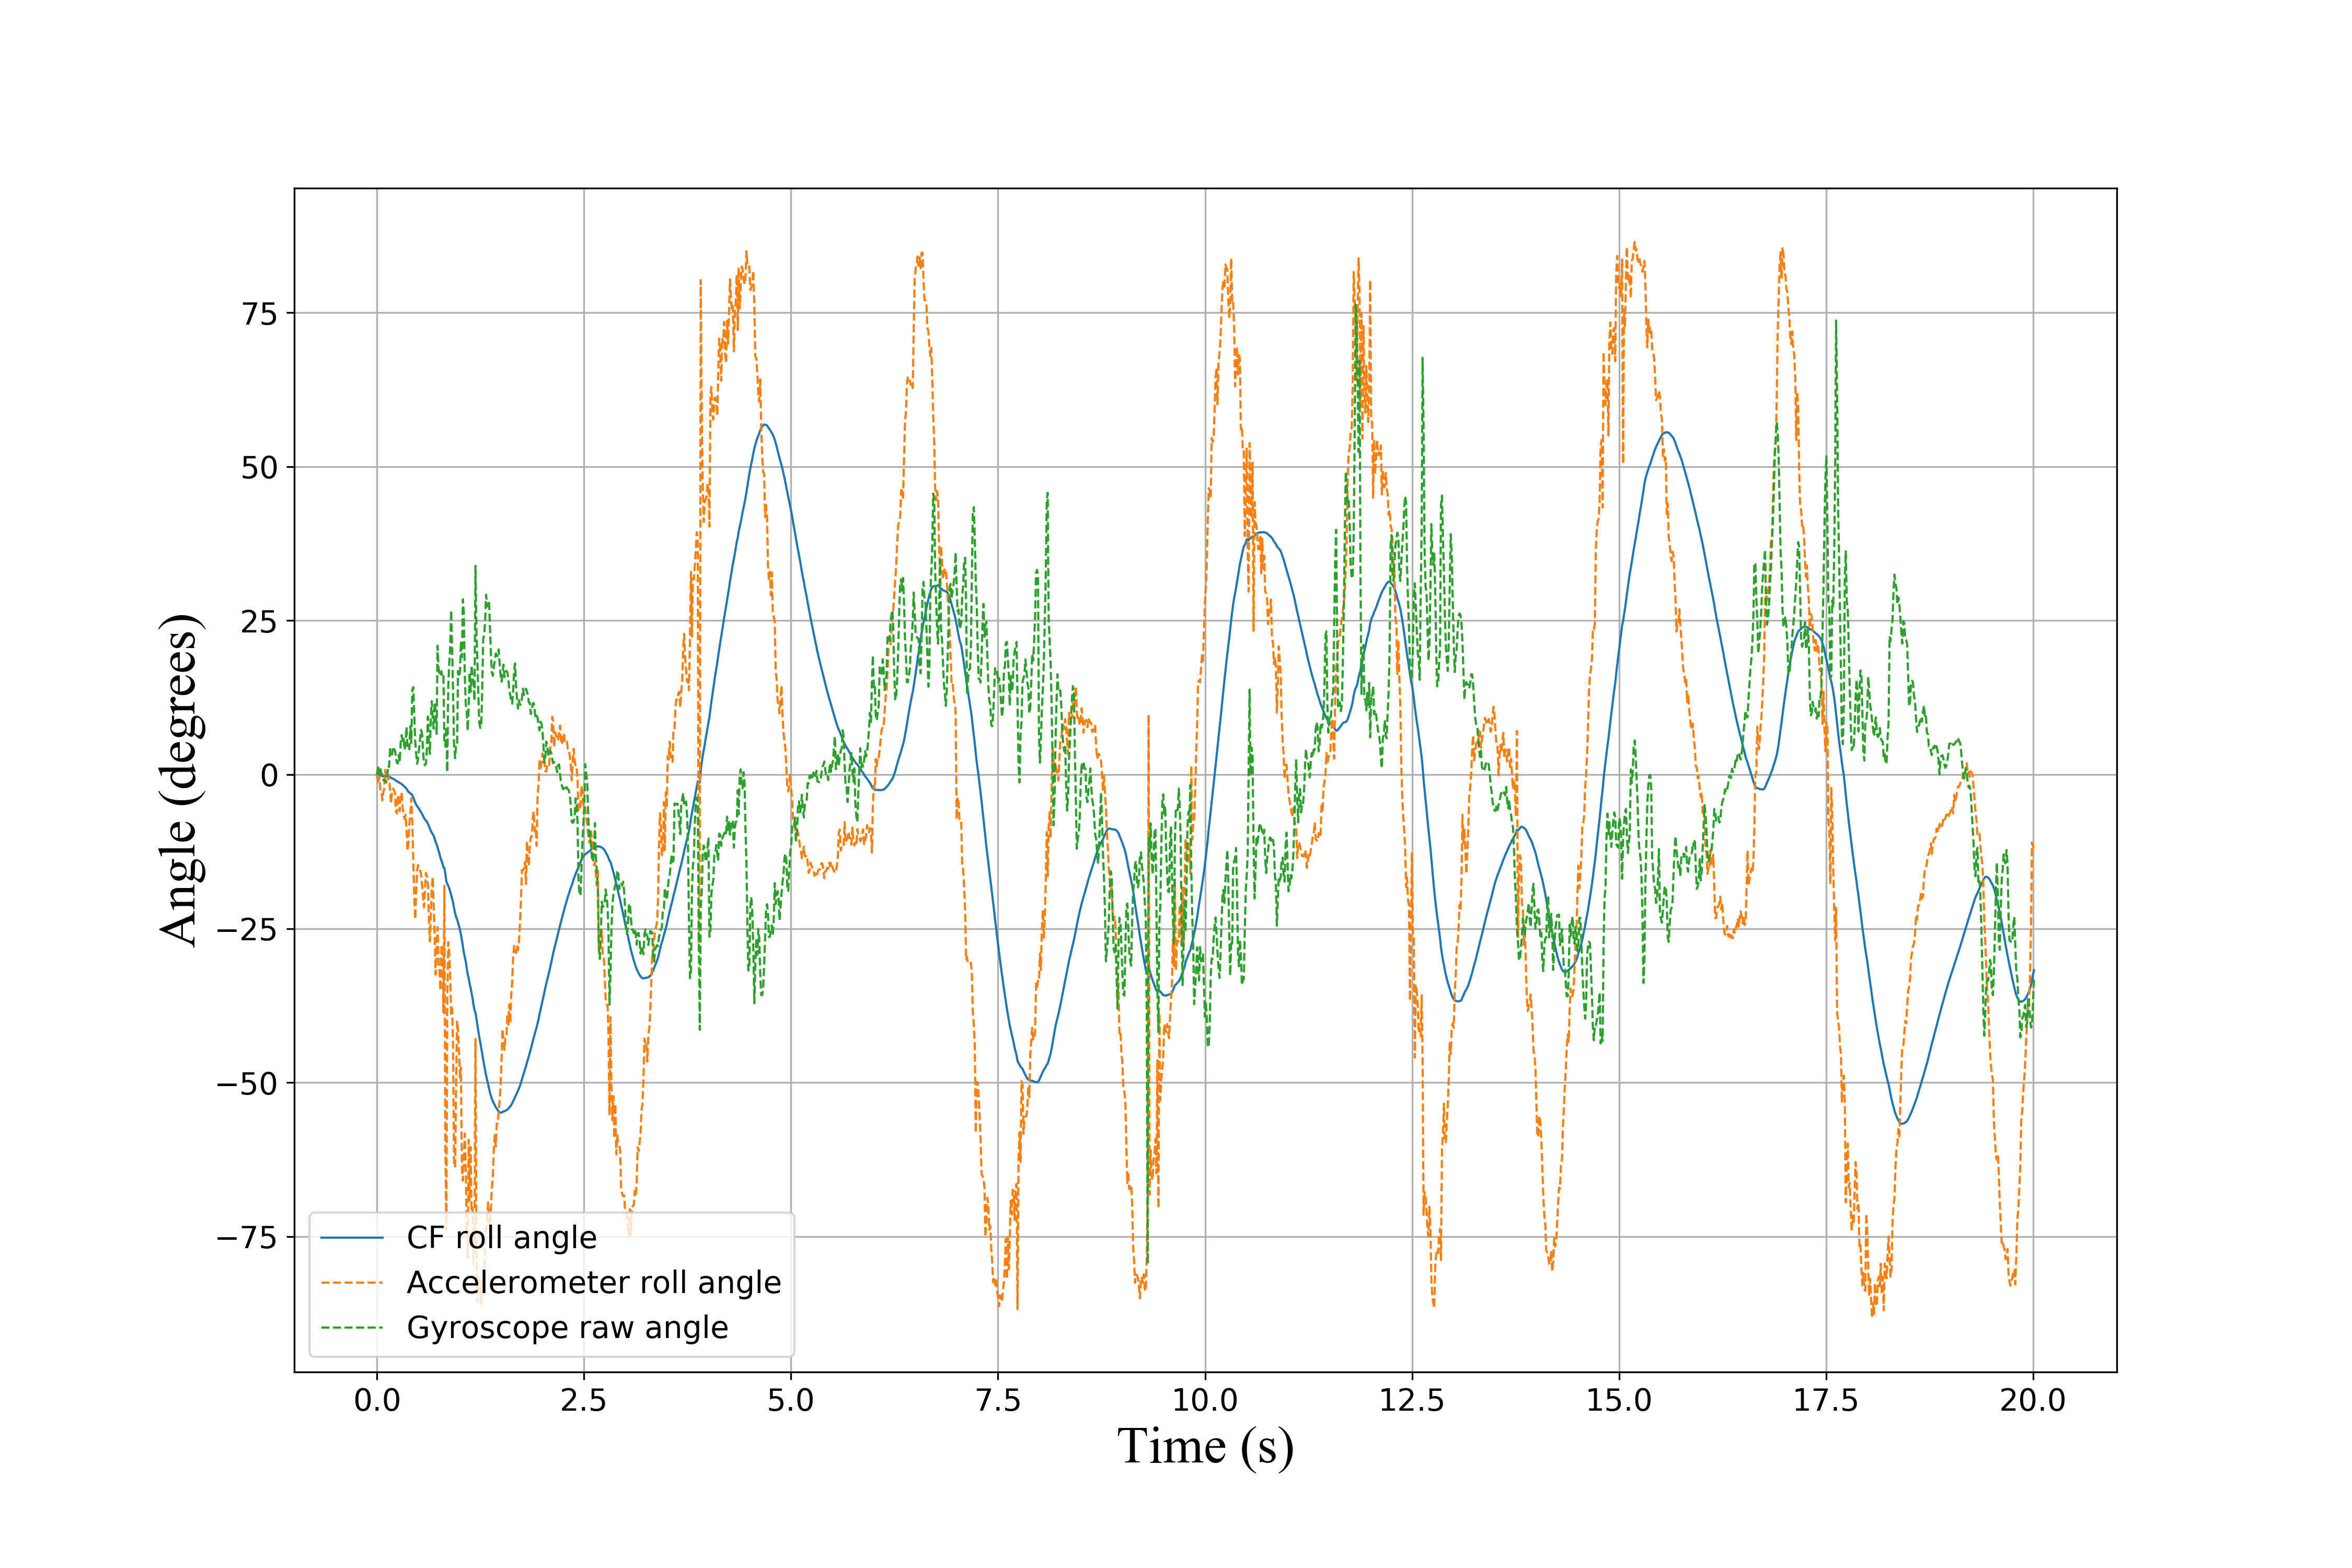 75
50
25
0
−25
−50
−75
Angle (degrees)
CF roll angle
Accelerometer roll angle
Gyroscope raw angle
0.0 2.5 5.0 7.5 10.0 12.5 15.0 17.5 20.0
Time (s)